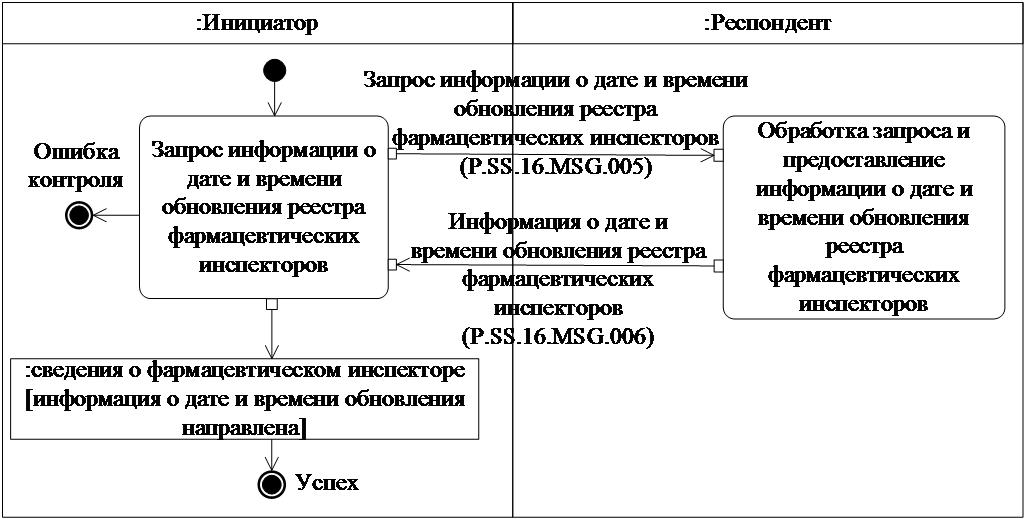 :Инициатор
:Респондент
Запрос информации о дате и времени
обновления реестра
фармацевтических инспекторов
(P.SS.16.MSG.005)
Ошибка
контроля
Запрос информации о
дате и времени
обновления реестра
фармацевтических
инспекторов
Обработка запроса и
предоставление
информации о дате и
времени обновления
реестра
фармацевтических
инспекторов
Информация о дате и
времени обновления реестра
фармацевтических
инспекторов
(P.SS.16.MSG.006)
:сведения о фармацевтическом инспекторе
[информация о дате и времени обновления
направлена]
Успех